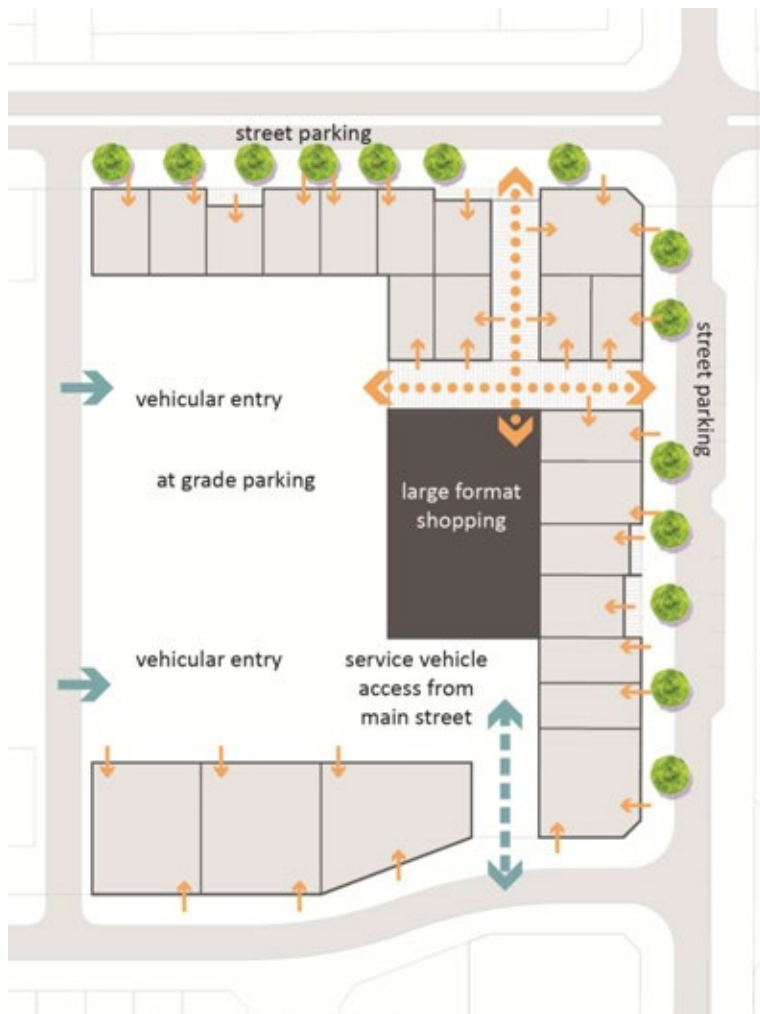 street parking
street parking
vehicular entry
at grade parking
large format
shopping
vehicular entry
service vehicle
access from
main street